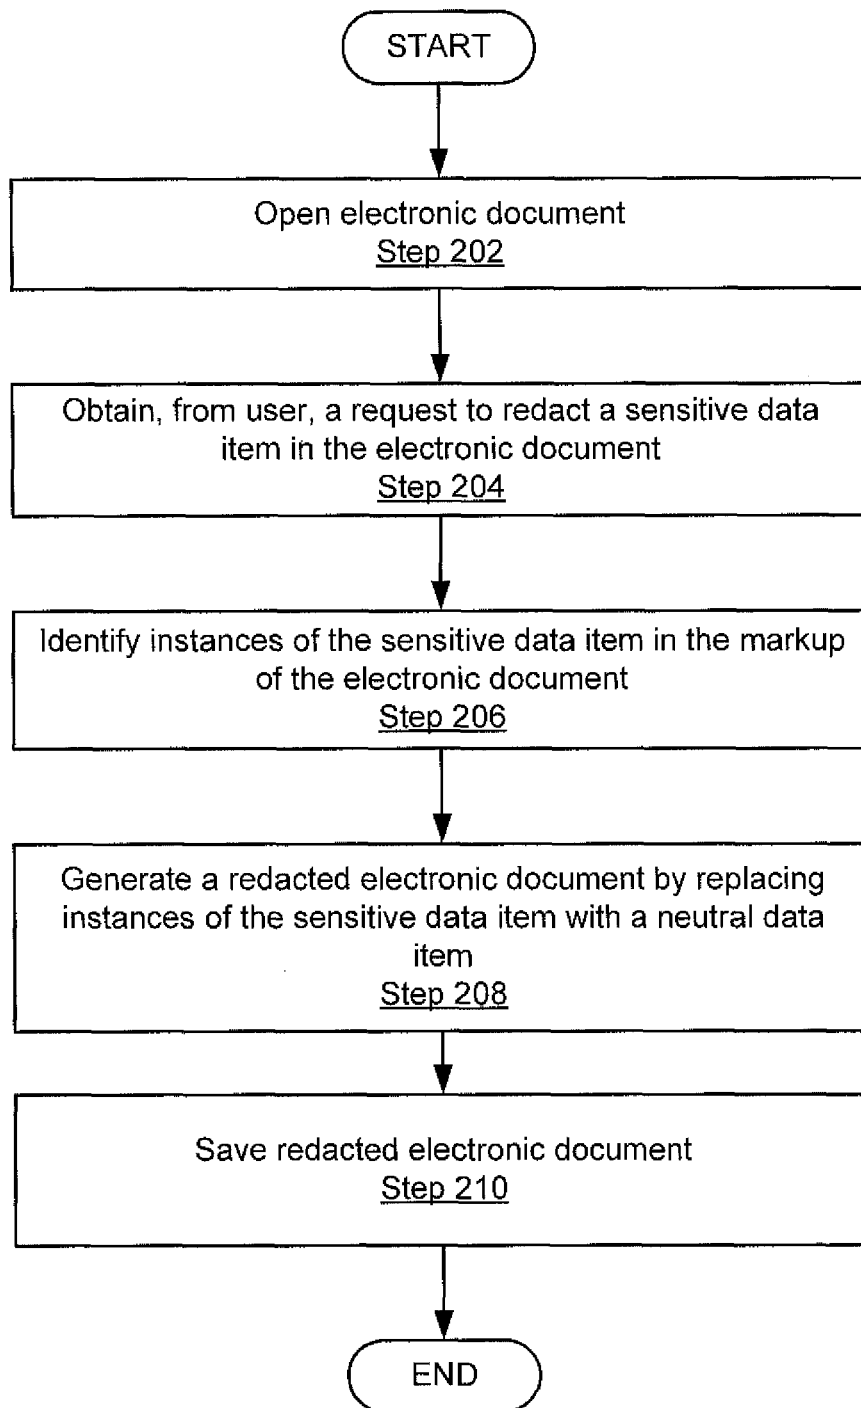 START
Open electronic document
Step 202
Obtain, from user, a request to redact a sensitive data
item in the electronic document
Step 204
Identify instances of the sensitive data item in the markup
of the electronic document
Step 206
Generate a redacted electronic document by replacing
instances of the sensitive data item with a neutral data
item
Step 208
Save redacted electronic document
Step 210
END